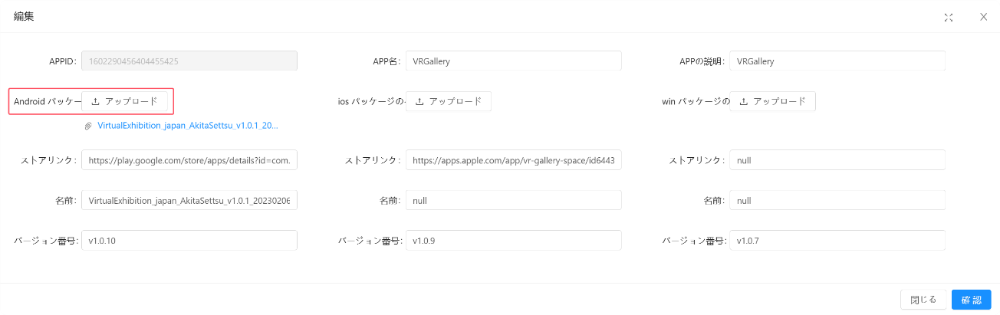 編集
APPID: 1602290456404455425 APP名: VRGallery APPの説明: VRGallery
Android パッケー アップロード ios パッケージの アップロード win パッケージの アップロード
VirtualExhibition_japan_AkitaSettsu_v1.0.1_20...
ストアリンク: https://play.google.com/store/apps/details?id=com. ストアリンク: https://apps.apple.com/app/vr-gallery-space/id6443 ストアリンク: null
名前: VirtualExhibition_japan_AkitaSettsu_v1.0.1_20230206 名前: null 名前: null
バージョン番号: v1.0.10 バージョン番号: v1.0.9 バージョン番号: v1.0.7
閉じる 確認